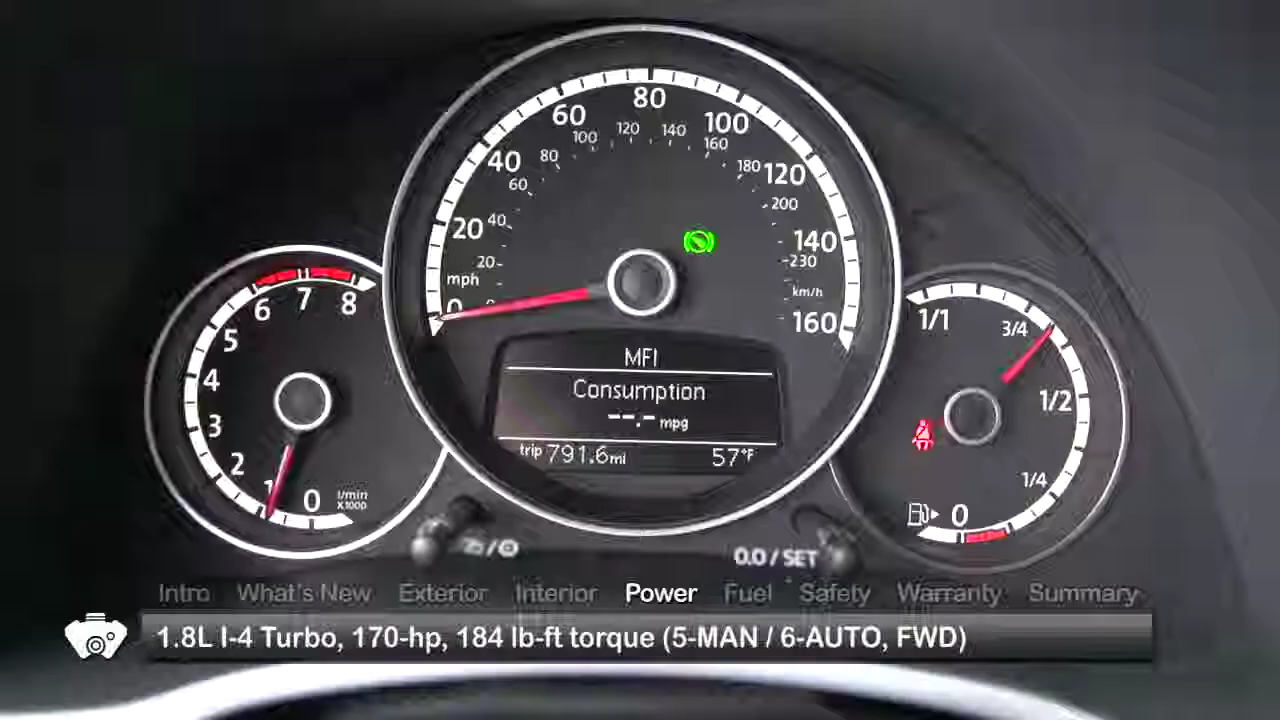 80
60 100
100 120 140
160
40 80 180 120
60
200
20 40 140
20 230
mph km/h
0 160
6 7 8
5
4
3
2
1 0 l/min
X1000
MFI
Consumption
--.- mpg
trip 791.6mi 57°F
1/1 3/4
1/2
1/4
0
0.0 / SET
Intro What's New Exterior Interior Power Fuel Safety Warranty Summary
1.8L I-4 Turbo, 170-hp, 184 lb-ft torque (5-MAN / 6-AUTO, FWD)